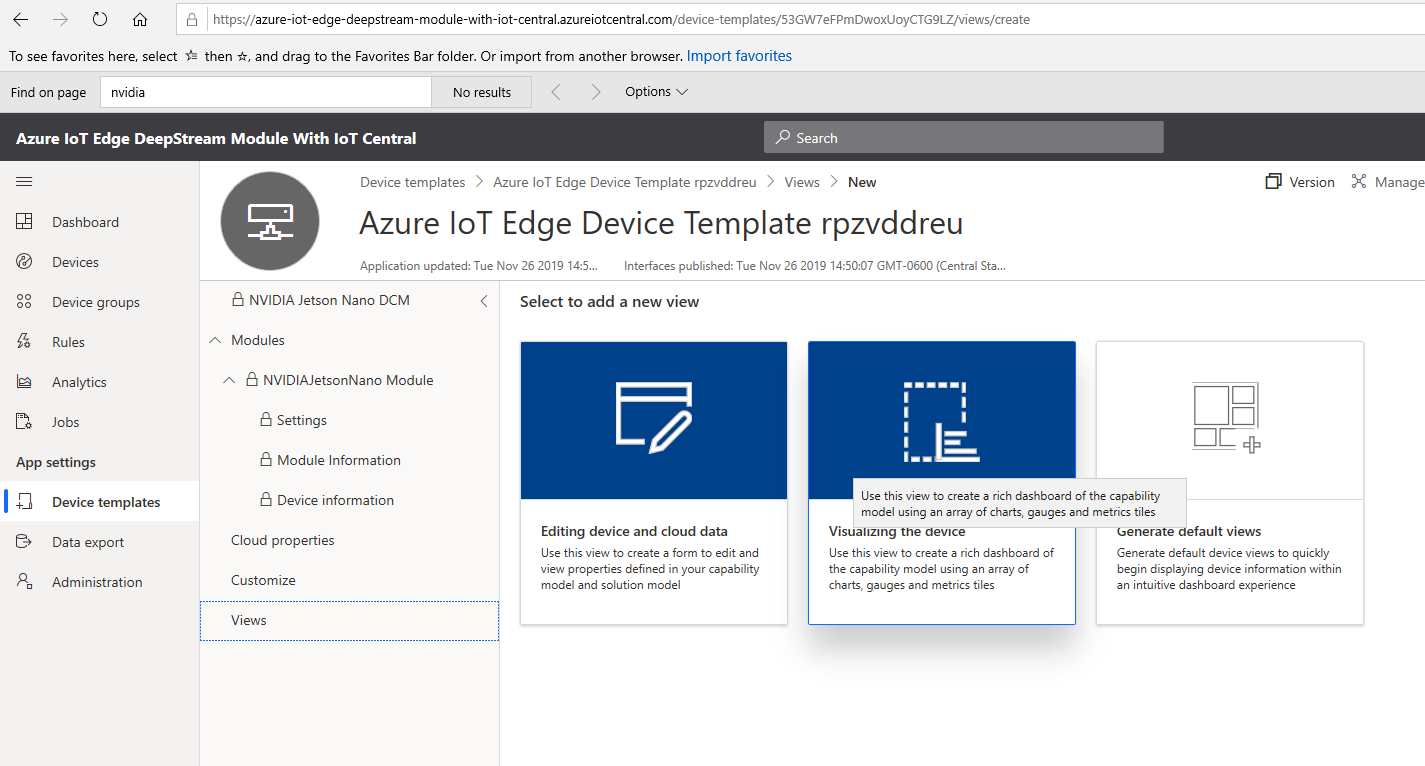 https://azure-iot-edge-deepstream-module-with-iot-central.azureiotcentral.com/device-templates/53GW7eFPmDwoxUoyCTG9LZ/views/create
To see favorites here, select then ☆, and drag to the Favorites Bar folder. Or import from another browser. Import favorites
Find on page nvidia No results Options
Azure IoT Edge DeepStream Module With IoT Central Search
Dashboard
Devices
Device groups
Rules
Analytics
Jobs
App settings
Device templates
Data export
Administration
Device templates > Azure IoT Edge Device Template rpzvddreu > Views > New
Version Manage
Azure IoT Edge Device Template rpzvddreu
Application updated: Tue Nov 26 2019 14:5... Interfaces published: Tue Nov 26 2019 14:50:07 GMT-0600 (Central Sta...
NVIDIA Jetson Nano DCM
Modules
NVIDIAJetsonNano Module
Settings
Module Information
Device information
Cloud properties
Customize
Views
Select to add a new view
Editing device and cloud data
Use this view to create a form to edit and
view properties defined in your capability
model and solution model
Use this view to create a rich dashboard of the capability
model using an array of charts, gauges and metrics tiles
Visualizing the device
Use this view to create a rich dashboard of
the capability model using an array of
charts, gauges and metrics tiles
Generate default views
Generate default device views to quickly
begin displaying device information within
an intuitive dashboard experience